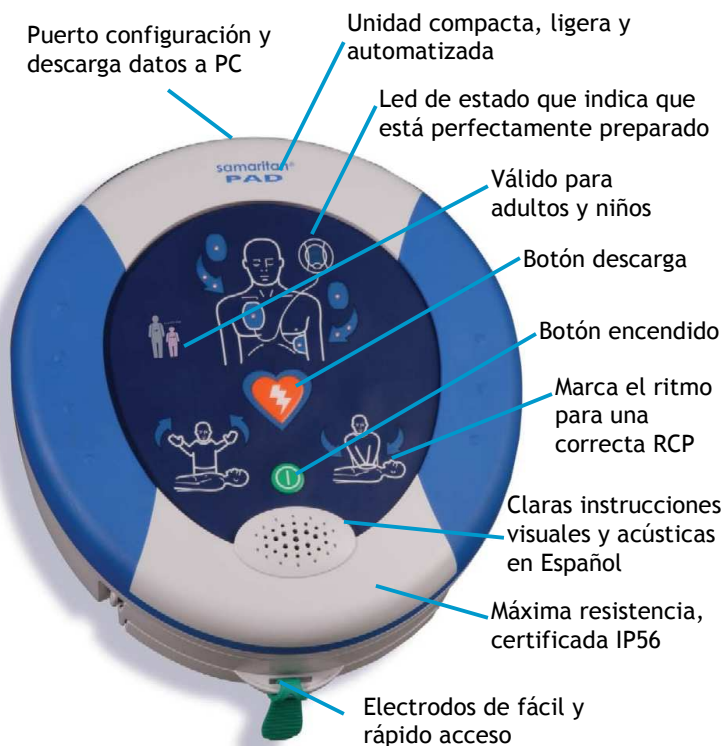 Puerto configuración y
descarga datos a PC
Unidad compacta, ligera y
automatizada
Led de estado que indica que
está perfectamente preparado
samaritan®
PAD
Válido para
adultos y niños
Botón descarga
Botón encendido
Marca el ritmo
para una
correcta RCP
Claras instrucciones
visuales y acústicas
en Español
Máxima resistencia,
certificada IP56
Electrodos de fácil y
rápido acceso